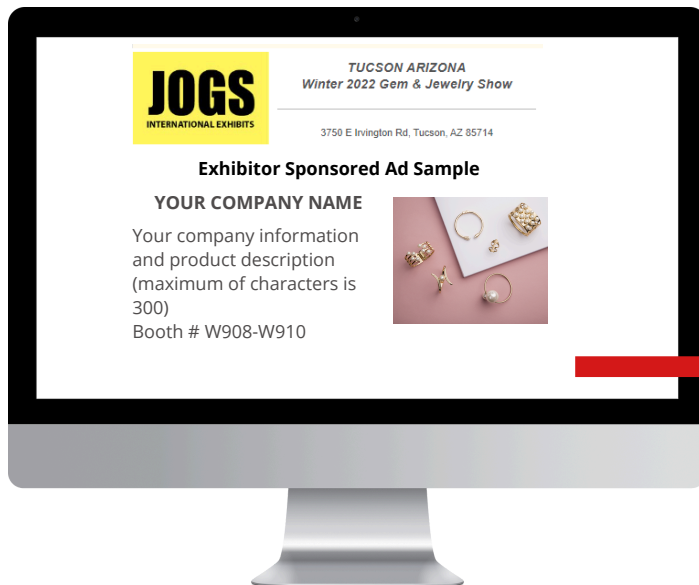 JOGS
INTERNATIONAL EXHIBITS
TUCSON ARIZONA
Winter 2022 Gem & Jewelry Show
3750 E Irvington Rd, Tucson, AZ 85714
Exhibitor Sponsored Ad Sample
YOUR COMPANY NAME
Your company information
and product description
(maximum of characters is
300)
Booth # W908-W910